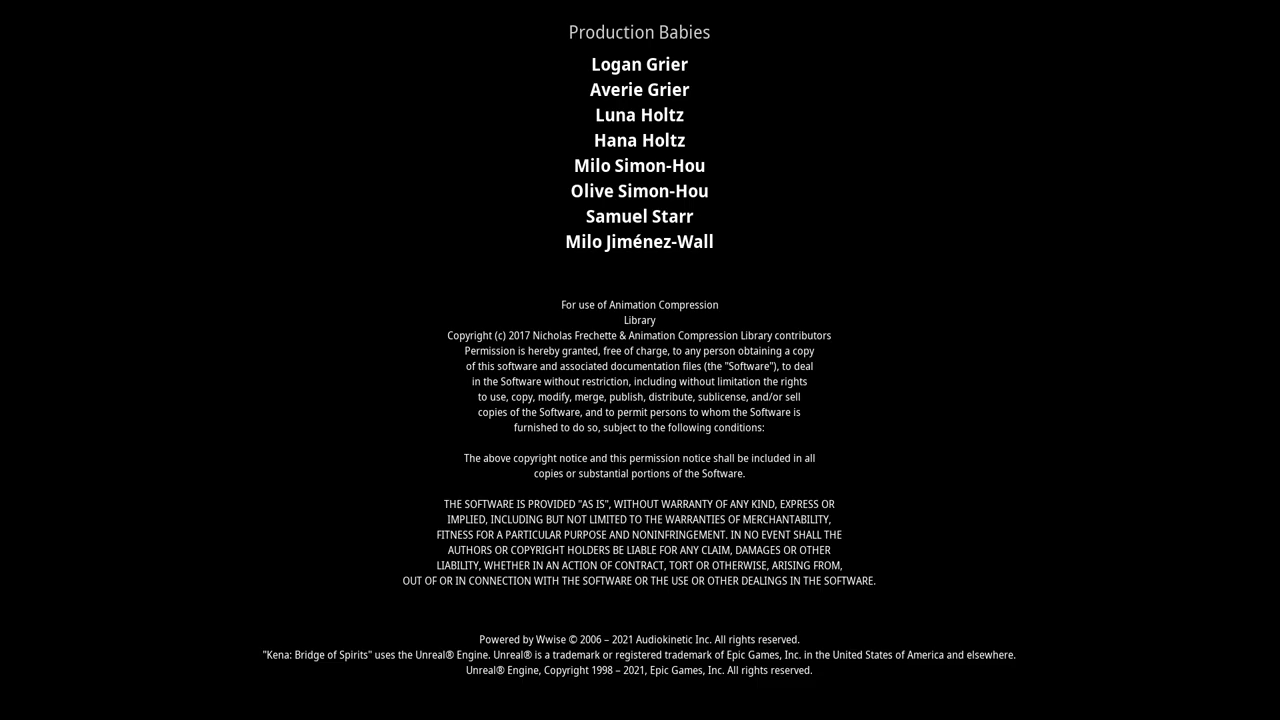 Production Babies
Logan Grier
Averie Grier
Luna Holtz
Hana Holtz
Milo Simon-Hou
Olive Simon-Hou
Samuel Starr
Milo Jiménez-Wall
For use of Animation Compression
Library
Copyright (c) 2017 Nicholas Frechette & Animation Compression Library contributors
Permission is hereby granted, free of charge, to any person obtaining a copy
of this software and associated documentation files (the "Software"), to deal
in the Software without restriction, including without limitation the rights
to use, copy, modify, merge, publish, distribute, sublicense, and/or sell
copies of the Software, and to permit persons to whom the Software is
furnished to do so, subject to the following conditions:
The above copyright notice and this permission notice shall be included in all
copies or substantial portions of the Software.
THE SOFTWARE IS PROVIDED "AS IS", WITHOUT WARRANTY OF ANY KIND, EXPRESS OR
IMPLIED, INCLUDING BUT NOT LIMITED TO THE WARRANTIES OF MERCHANTABILITY,
FITNESS FOR A PARTICULAR PURPOSE AND NONINFRINGEMENT. IN NO EVENT SHALL THE
AUTHORS OR COPYRIGHT HOLDERS BE LIABLE FOR ANY CLAIM, DAMAGES OR OTHER
LIABILITY, WHETHER IN AN ACTION OF CONTRACT, TORT OR OTHERWISE, ARISING FROM,
OUT OF OR IN CONNECTION WITH THE SOFTWARE OR THE USE OR OTHER DEALINGS IN THE SOFTWARE.
Powered by Wwise © 2006 – 2021 Audiokinetic Inc. All rights reserved.
"Kena: Bridge of Spirits" uses the Unreal® Engine. Unreal® is a trademark or registered trademark of Epic Games, Inc. in the United States of America and elsewhere.
Unreal® Engine, Copyright 1998 – 2021, Epic Games, Inc. All rights reserved.